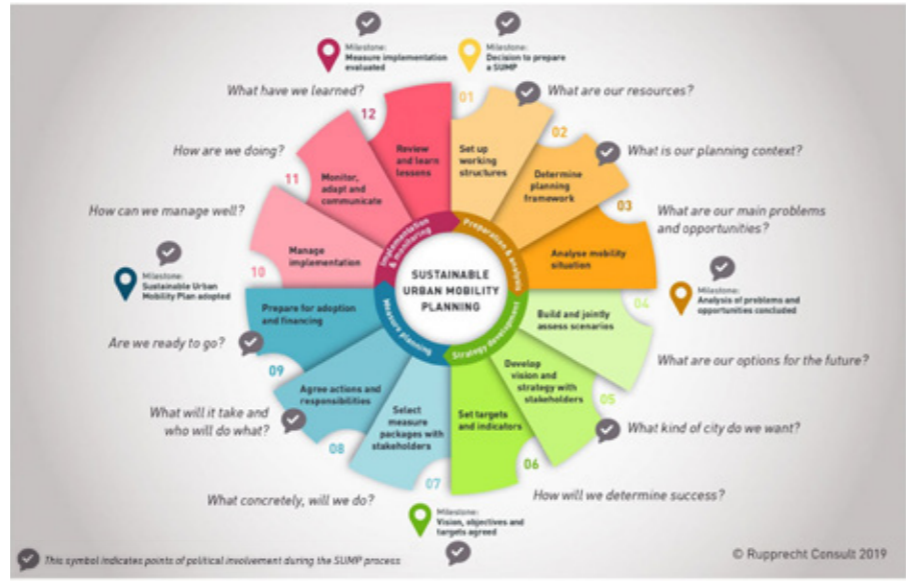 Milestone:
Measure implementation
evaluated
Milestone:
Decision to prepare
a SUMP
What have we learned?
What are our resources?
How are we doing?
What is our planning context?
How can we manage well?
What are our main problems
and opportunities?
Milestone:
Sustainable Urban
Mobility Plan adopted
Milestone:
Analysis of problems and
opportunities concluded
Are we ready to go?
What are our options for the future?
What will it take and
who will do what?
What kind of city do we want?
What concretely, will we do?
How will we determine success?
Milestone:
Vision, objectives and
targets agreed
01
Set up
working
structures
02
Determine
planning
framework
03
Analyse mobility
situation
04
Build and jointly
assess scenarios
05
Develop
vision and
strategy with
stakeholders
06
Set targets
and indicators
07
Select
measure
packages with
stakeholders
08
Agree actions and
responsibilities
09
Prepare for adoption
and financing
10
Manage
implementation
11
Monitor,
adapt and
communicate
12
Review
and learn
lessons
Preparation & analysis
Strategy development
Measure planning
Implementation
& monitoring
SUSTAINABLE
URBAN MOBILITY
PLANNING
This symbol indicates points of political involvement during the SUMP process
© Rupprecht Consult 2019